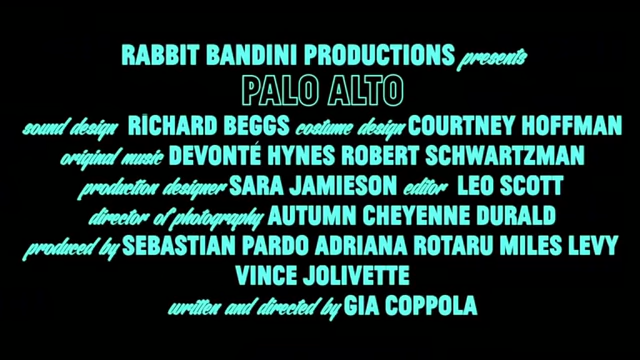 RABBIT BANDINI PRODUCTIONS presents
PALO ALTO
sound design RICHARD BEGGS costume design COURTNEY HOFFMAN
original music DEVONTÉ HYNES ROBERT SCHWARTZMAN
production designer SARA JAMIESON editor LEO SCOTT
director of photography AUTUMN CHEYENNE DURALD
produced by SEBASTIAN PARDO ADRIANA ROTARU MILES LEVY
VINCE JOLIVETTE
written and directed by GIA COPPOLA